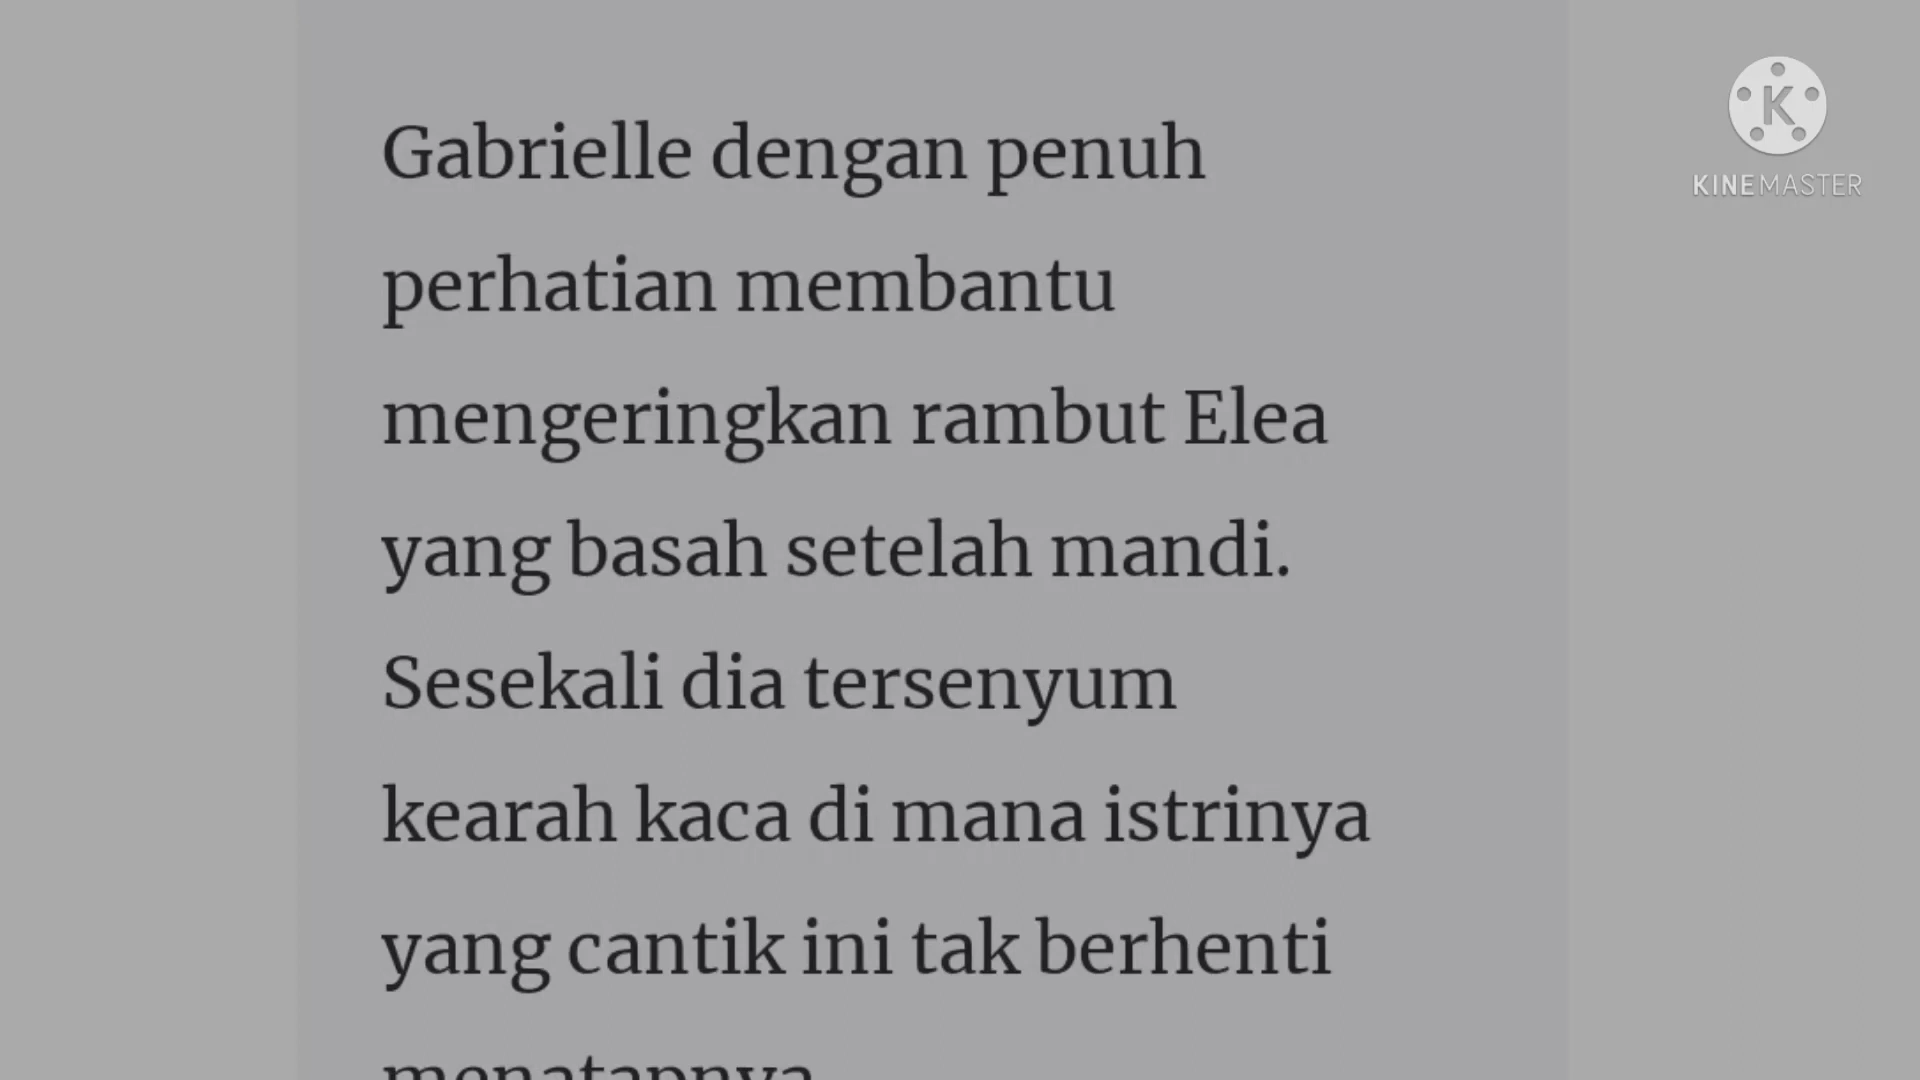 Gabrielle dengan penuh
perhatian membantu
mengeringkan rambut Elea
yang basah setelah mandi.
Sesekali dia tersenyum
kearah kaca di mana istrinya
yang cantik ini tak berhenti
menatapnya
K
KINEMASTER